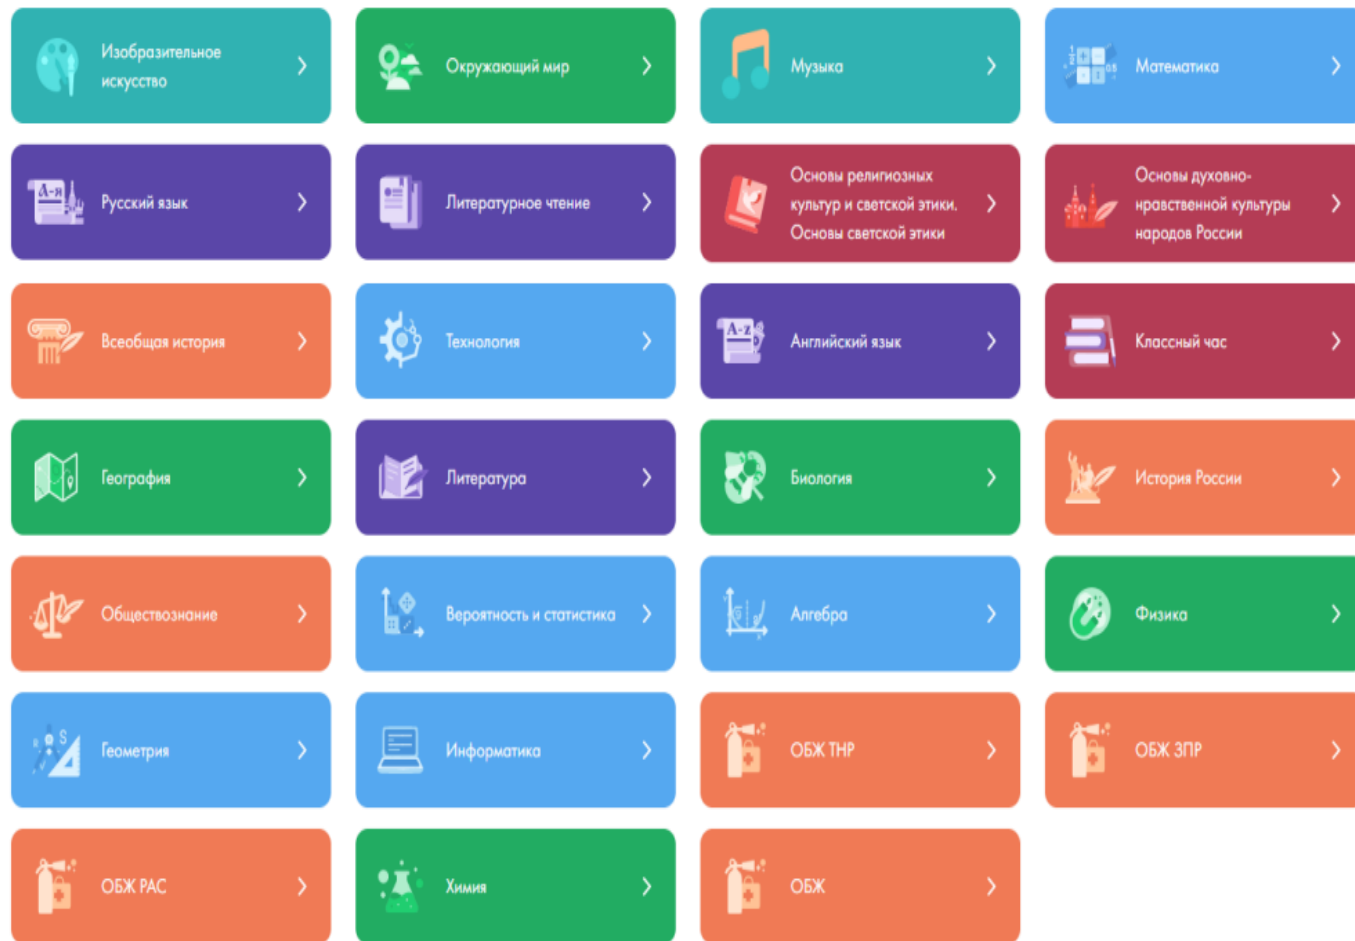 Изобразительное
искусство
Окружающий мир
Музыка
Математика
Русский язык
Литературное чтение
Основы религиозных
культур и светской этики.
Основы светской этики
Основы духовно-
нравственной культуры
народов России
Всеобщая история
Технология
Английский язык
Классный час
География
Литература
Биология
История России
Обществознание
Вероятность и статистика
Алгебра
Физика
Геометрия
Информатика
ОБЖ ТНР
ОБЖ ЗПР
ОБЖ РАС
Химия
ОБЖ